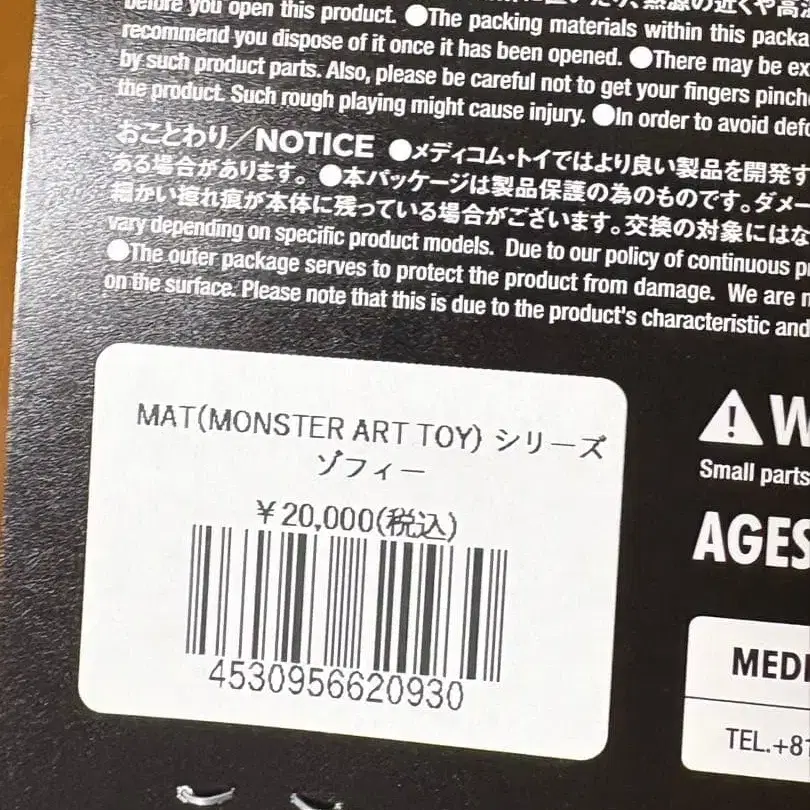 before you open this product. ●The packing materials within this packa
recommend you dispose of it once it has been opened. ●There may be ex
by such product parts. Also, please be careful not to get your fingers pinche
the product. Such rough playing might cause injury. ●In order to avoid defo
おことわり／NOTICE ●メディコム・トイではより良い製品を開発す
ある場合があります。 ●本パッケージは製品保護の為のものです。ダメー
細かい擦れ痕が本体に残っている場合がございます。交換の対象にはな
vary depending on specific product models. Due to our policy of continuous p
●The outer package serves to protect the product from damage. We are n
on the surface. Please note that this is due to the product's characteristic and
MAT(MONSTER ART TOY) シリーズ
ゾフィー
￥20,000(税込)
4530956620930
W
Small parts
AGES
MEDI
TEL.+81